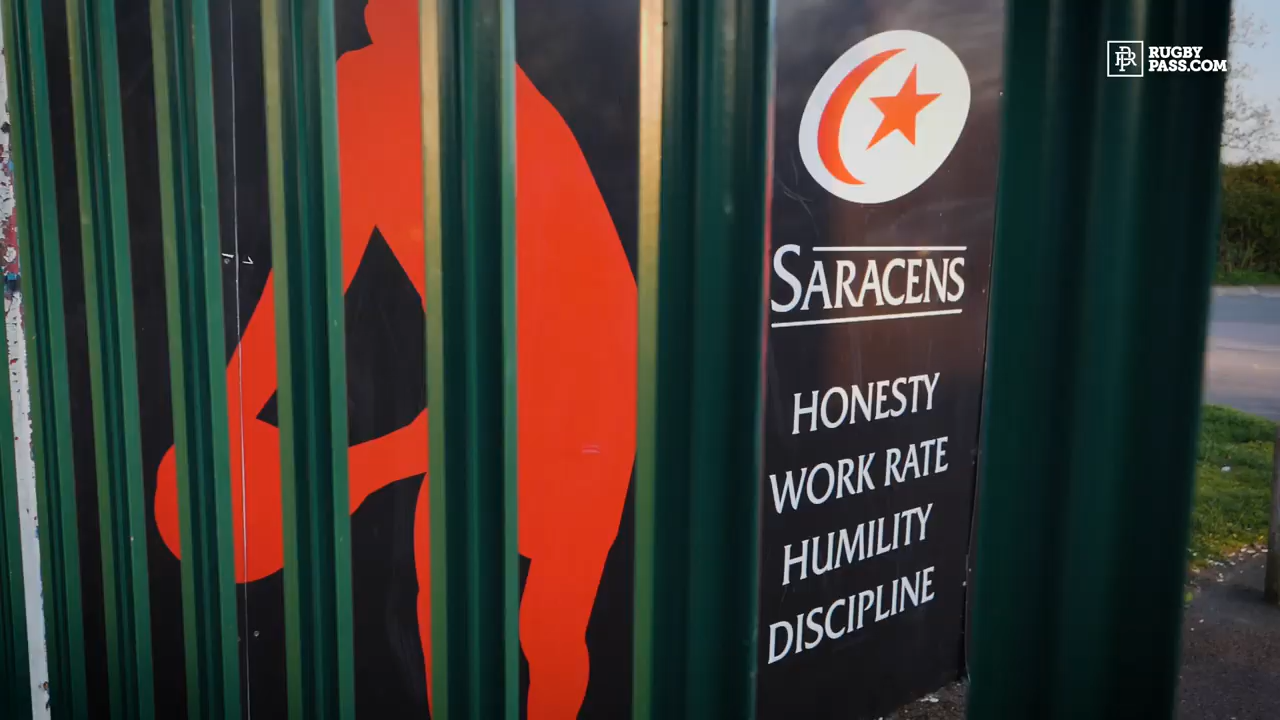 RUGBY
PASS.COM
SARACENS
HONESTY
WORK RATE
HUMILITY
DISCIPLINE